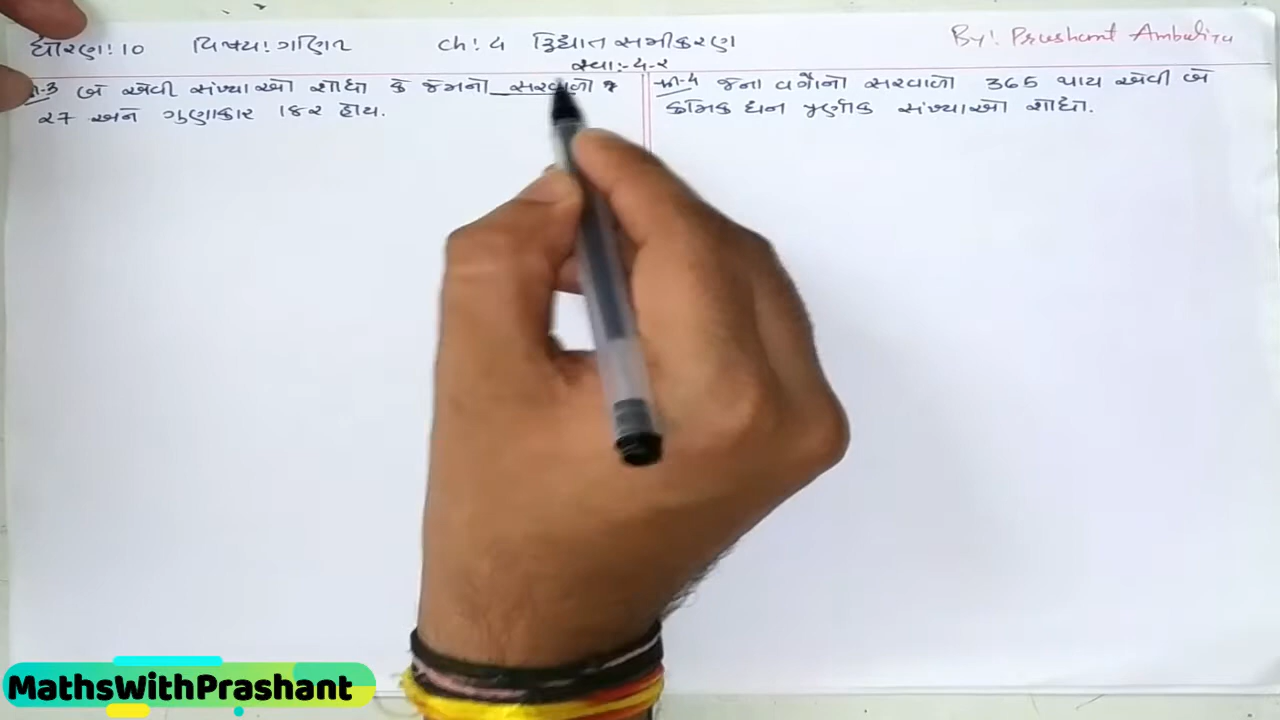 ધોરણ: 10 વિષય: ગણિત Ch: 4 દ્વિઘાત સમીકરણ By: Prashant Ambaliya
સ્વા:-4.2
પ્ર-3 બે એવી સંખ્યાઓ શોધો કે જેમનો સરવાળો
27 અને ગુણાકાર 182 હોય.
પ્ર-4 જેના વર્ગોનો સરવાળો 365 થાય એવી બે
ક્રમિક ધન પૂર્ણાંક સંખ્યાઓ શોધો.
MathsWithPrashant